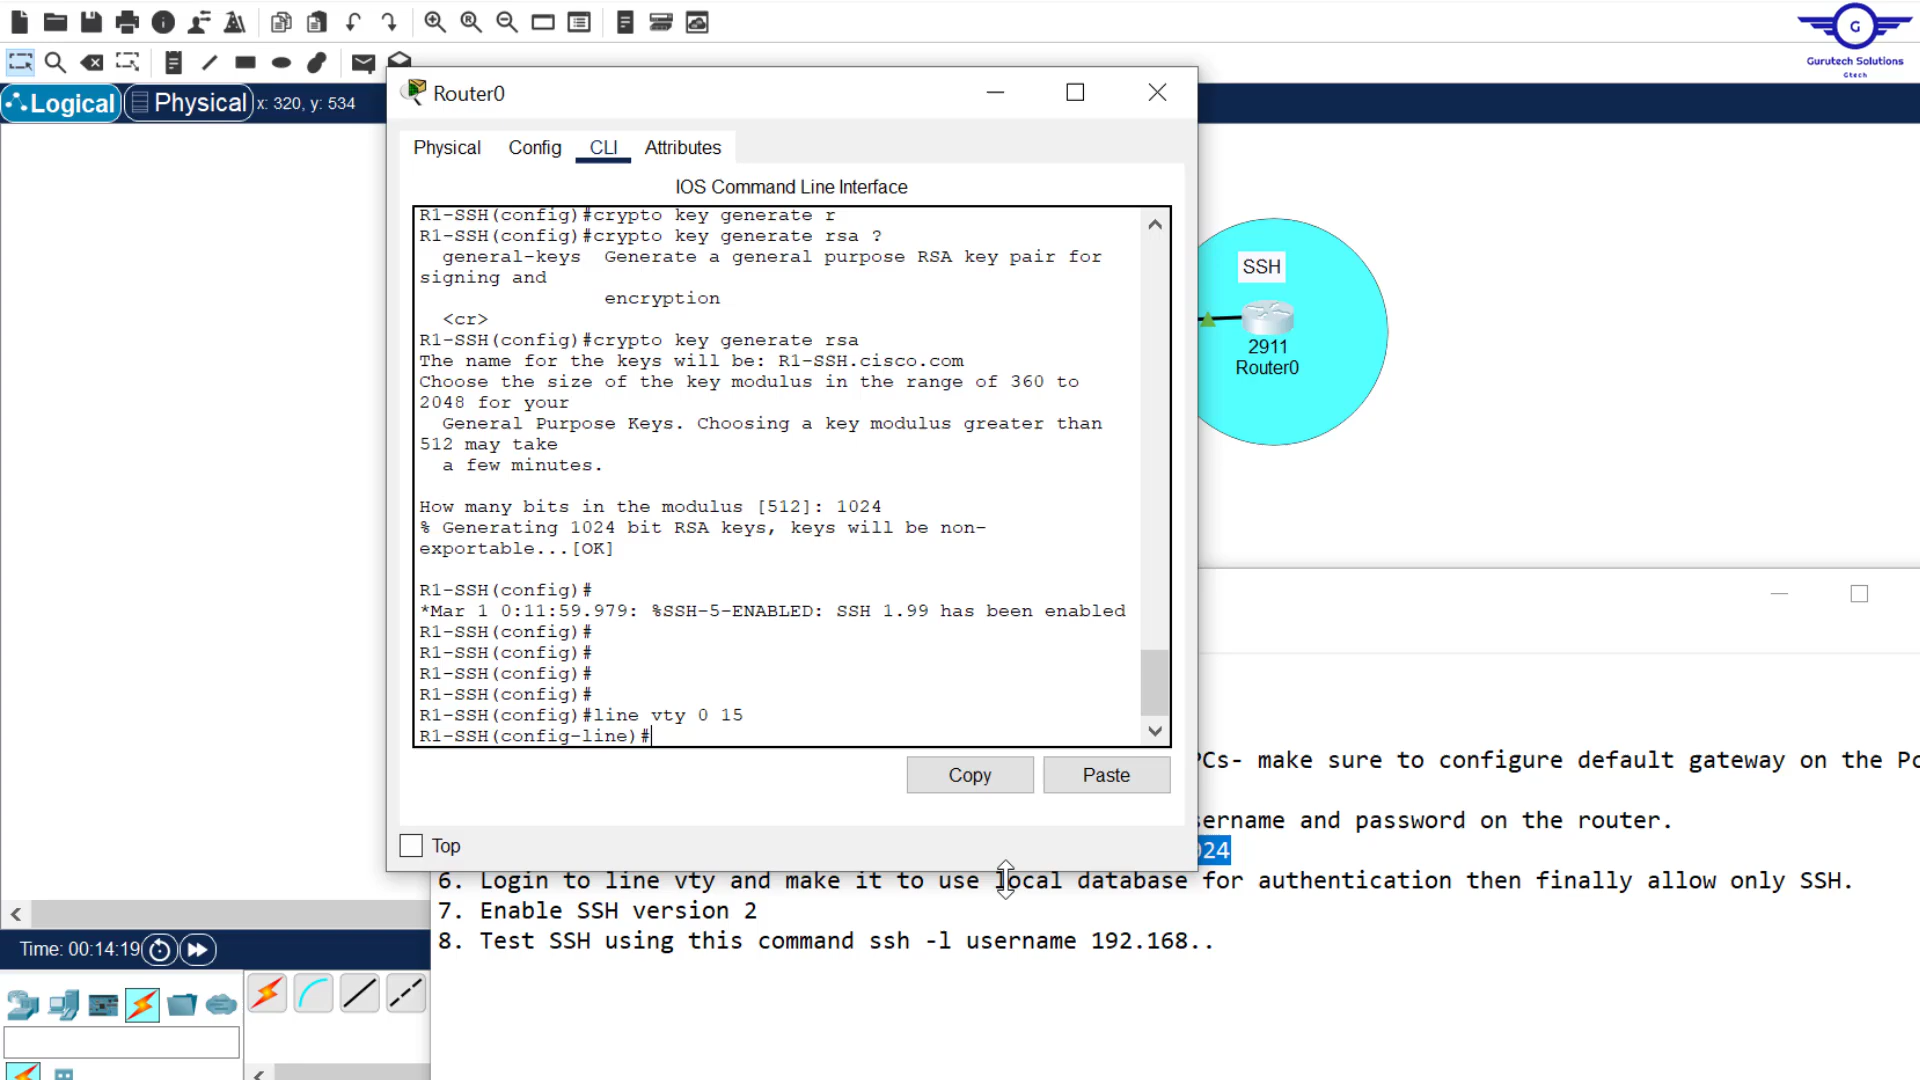 G
Gurutech Solutions
Gtech
Logical
Physical
x: 320, y: 534
Router0
Physical
Config
CLI
Attributes
IOS Command Line Interface
R1-SSH(config)#crypto key generate r
R1-SSH(config)#crypto key generate rsa ?
general-keys  Generate a general purpose RSA key pair for
signing and
encryption
<cr>
R1-SSH(config)#crypto key generate rsa
The name for the keys will be: R1-SSH.cisco.com
Choose the size of the key modulus in the range of 360 to
2048 for your
General Purpose Keys. Choosing a key modulus greater than
512 may take
a few minutes.
How many bits in the modulus [512]: 1024
% Generating 1024 bit RSA keys, keys will be non-
exportable...[OK]
R1-SSH(config)#
*Mar 1 0:11:59.979: %SSH-5-ENABLED: SSH 1.99 has been enabled
R1-SSH(config)#
R1-SSH(config)#
R1-SSH(config)#
R1-SSH(config)#
R1-SSH(config)#line vty 0 15
R1-SSH(config-line)#
Copy
Paste
Top
SSH
2911
Router0
PCs- make sure to configure default gateway on the Pc
sername and password on the router.
024
6. Login to line vty and make it to use local database for authentication then finally allow only SSH.
7. Enable SSH version 2
8. Test SSH using this command ssh -l username 192.168..
Time: 00:14:19